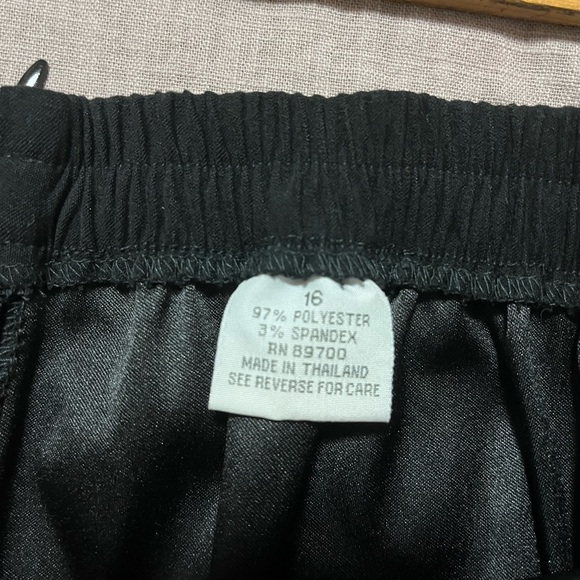 16
97% POLYESTER
3% SPANDEX
RN 89700
MADE IN THAILAND
SEE REVERSE FOR CARE